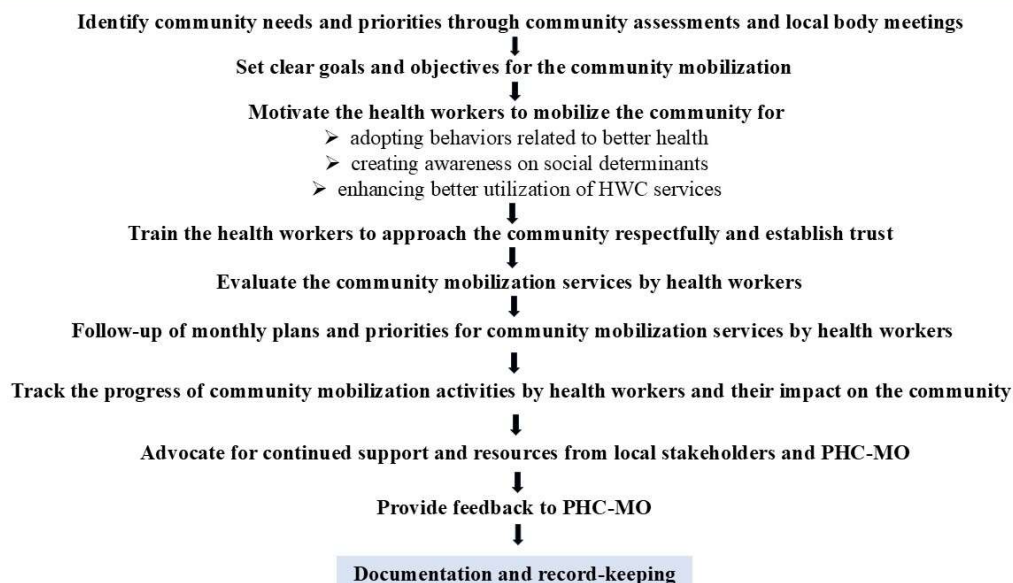 Identify community needs and priorities through community assessments and local body meetings
Set clear goals and objectives for the community mobilization
Motivate the health workers to mobilize the community for
➢ adopting behaviors related to better health
➢ creating awareness on social determinants
➢ enhancing better utilization of HWC services
Train the health workers to approach the community respectfully and establish trust
Evaluate the community mobilization services by health workers
Follow-up of monthly plans and priorities for community mobilization services by health workers
Track the progress of community mobilization activities by health workers and their impact on the community
Advocate for continued support and resources from local stakeholders and PHC-MO
Provide feedback to PHC-MO
Documentation and record-keeping